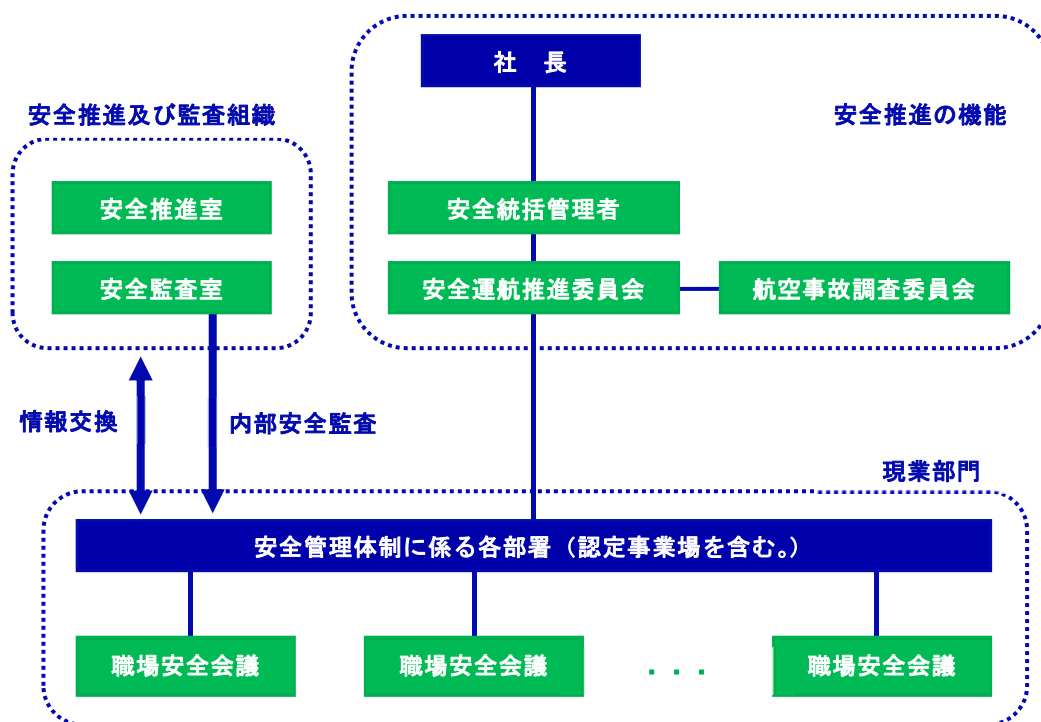 社　長
安全推進及び監査組織
安全推進の機能
安全推進室
安全統括管理者
安全監査室
安全運航推進委員会
航空事故調査委員会
情報交換
内部安全監査
現業部門
安全管理体制に係る各部署（認定事業場を含む。）
職場安全会議
職場安全会議
・・・
職場安全会議